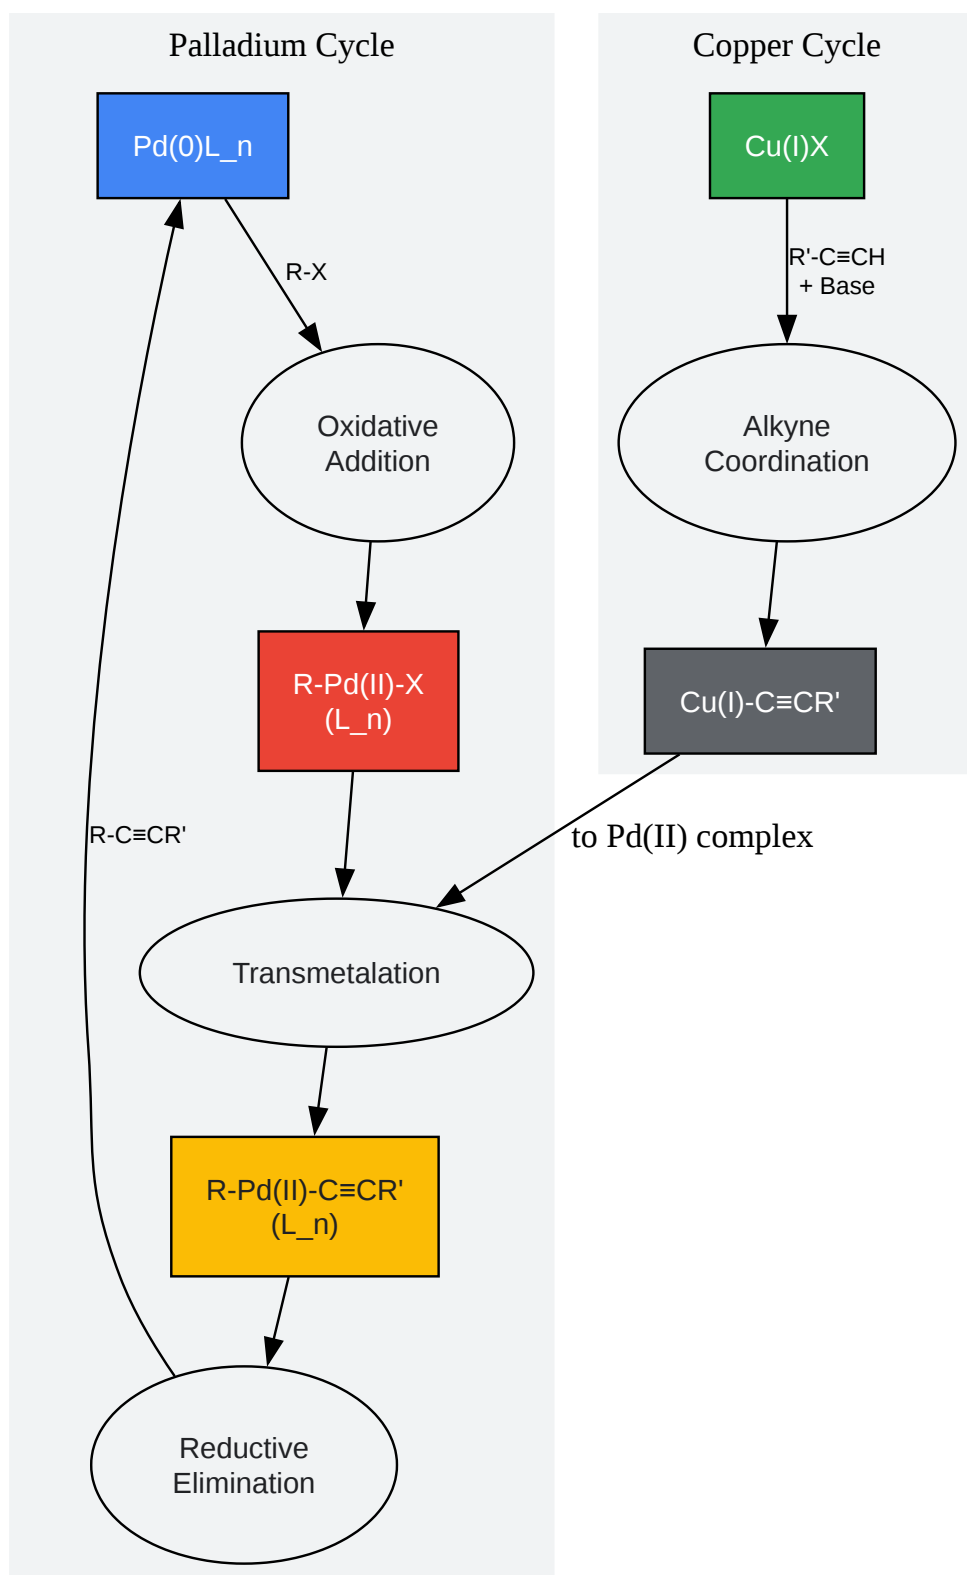 Palladium Cycle
Pd(0)L_n
R-X
Oxidative
Addition
R-Pd(II)-X
(L_n)
R-C≡CR'
Transmetalation
R-Pd(II)-C≡CR'
(L_n)
Reductive
Elimination
Copper Cycle
Cu(I)X
R'-C≡CH
+ Base
Alkyne
Coordination
Cu(I)-C≡CR'
to Pd(II) complex